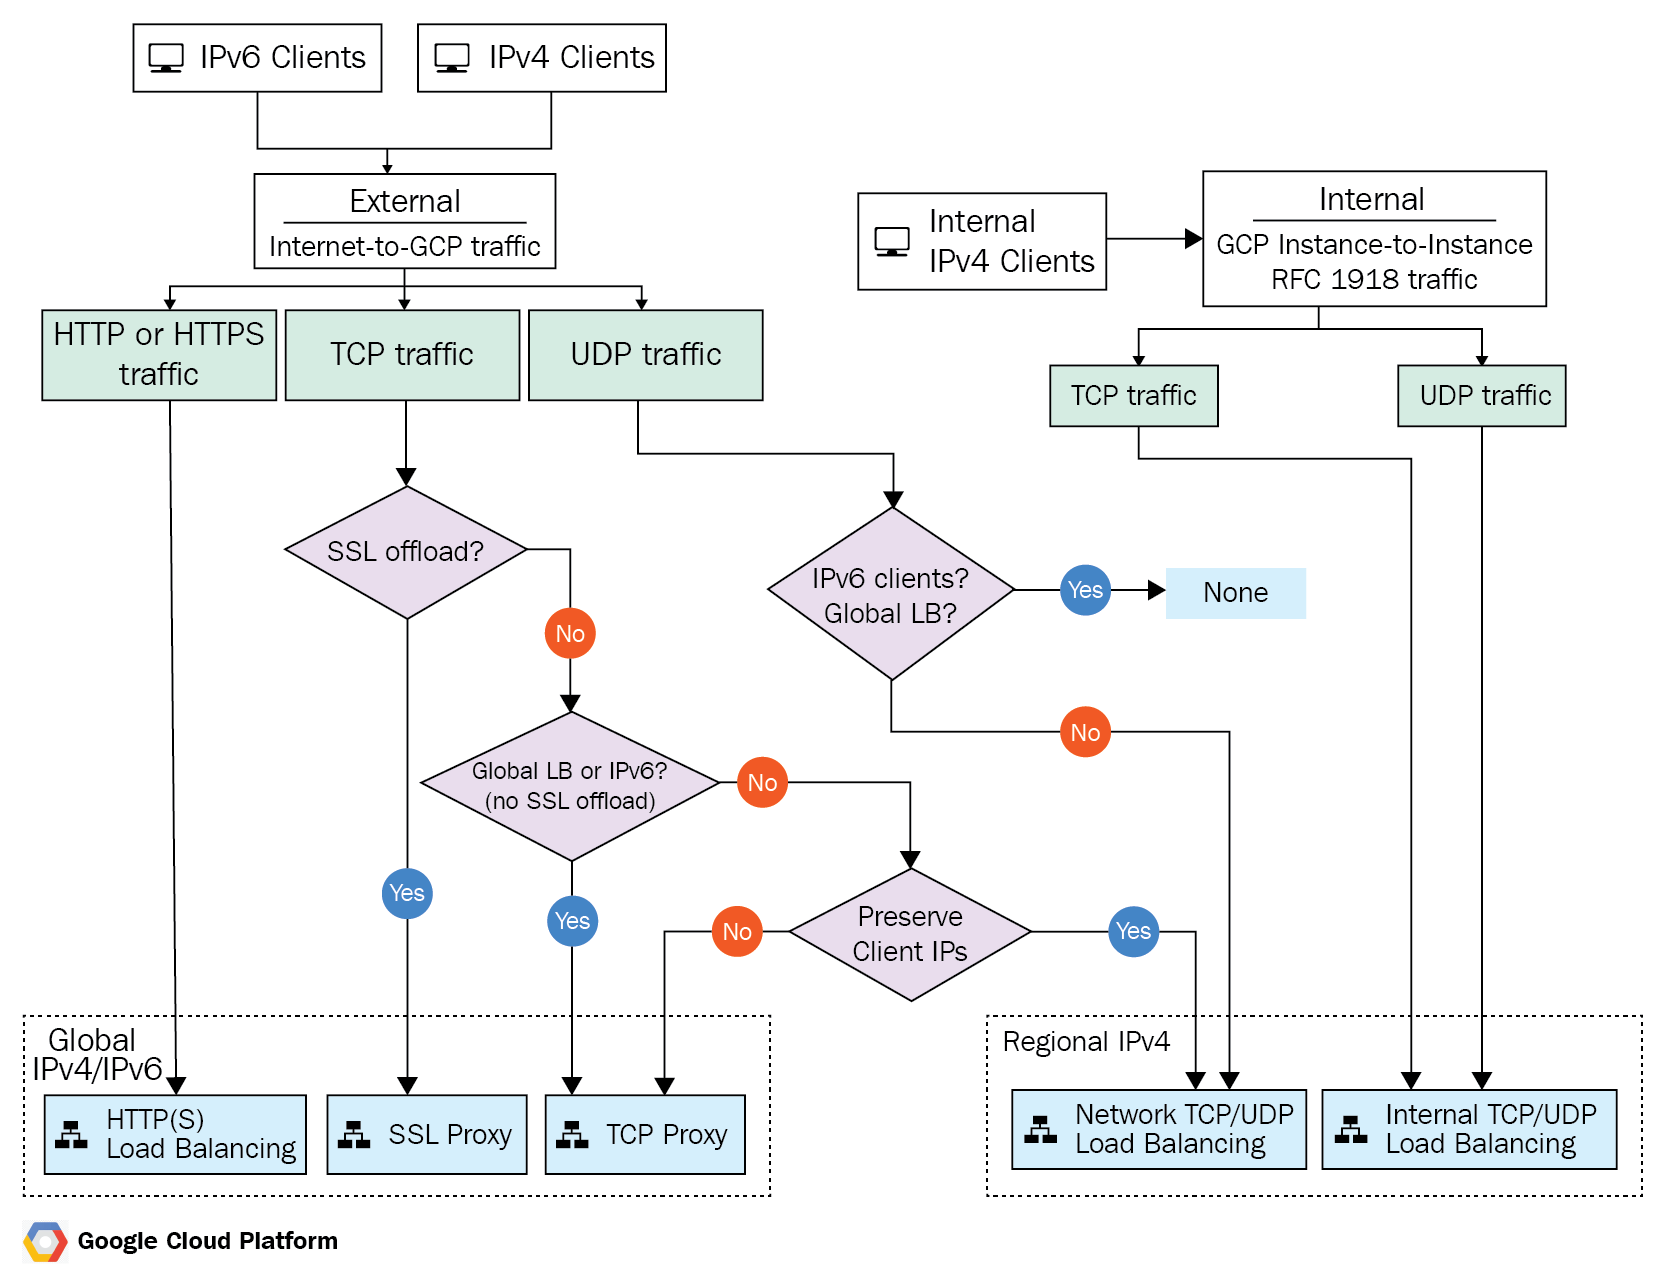 IPv6 Clients
IPv4 Clients
External
Internet-to-GCP traffic
Internal
IPv4 Clients
Internal
GCP Instance-to-Instance
RFC 1918 traffic
HTTP or HTTPS
traffic
TCP traffic
UDP traffic
TCP traffic
UDP traffic
SSL offload?
IPv6 clients?
Global LB?
Yes
None
No
Global LB or IPv6?
(no SSL offload)
No
No
Yes
Yes
Preserve
Client IPs
No
Yes
Global
IPv4/IPv6
Regional IPv4
HTTP(S)
Load Balancing
SSL Proxy
TCP Proxy
Network TCP/UDP
Load Balancing
Internal TCP/UDP
Load Balancing
Google Cloud Platform